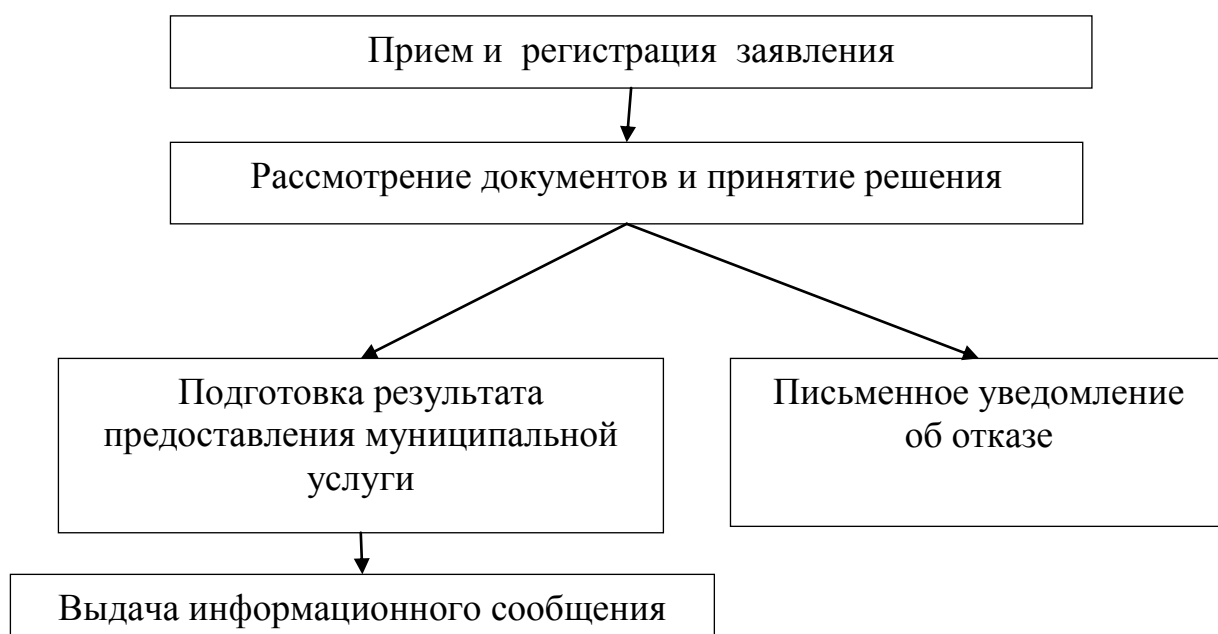 Прием и регистрация заявления
Рассмотрение документов и принятие решения
Подготовка результата
предоставления муниципальной
услуги
Письменное уведомление
об отказе
Выдача информационного сообщения